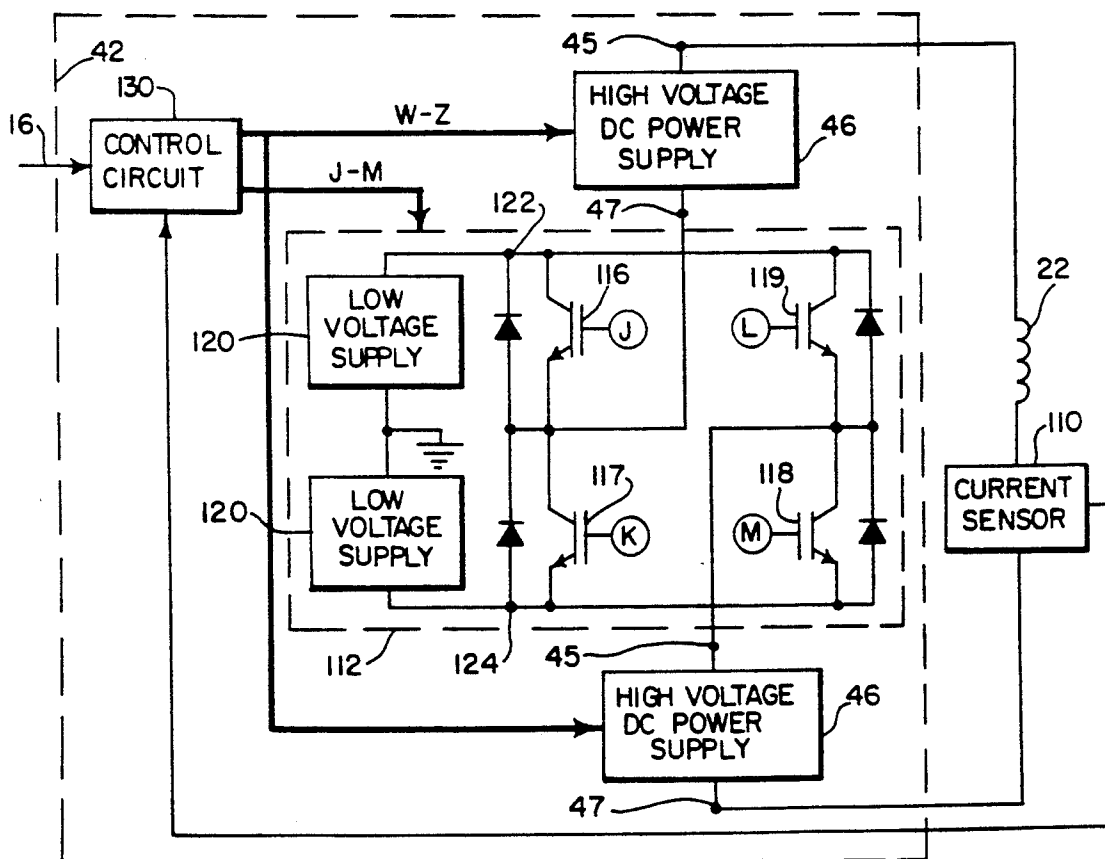 42
130
16
CONTROL
CIRCUIT
W-Z
J-M
45
HIGH VOLTAGE
DC POWER
SUPPLY
46
47
122
116
119
J
L
LOW
VOLTAGE
SUPPLY
120
22
110
CURRENT
SENSOR
117
118
K
M
LOW
VOLTAGE
SUPPLY
120
112
124
45
HIGH VOLTAGE
DC POWER
SUPPLY
46
47